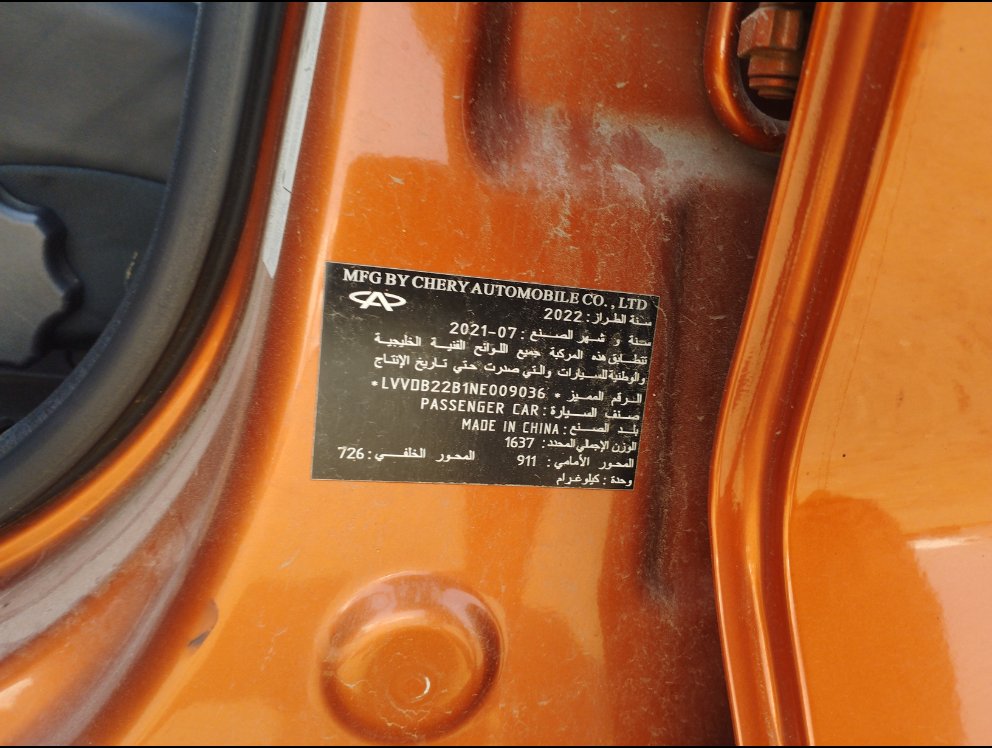 MFG BY CHERY AUTOMOBILE CO., LTD
سنة الطراز: 2022
سنة و شهر الصنع: 2021-07
تتطابق هذه المركبة جميع اللوائح الفنية الخليجية
والوطنية للسيارات والتي صدرت حتي تاريخ الإنتاج
الرقم المميز * LVVDB22B1NE009036*
صنف السيارة: PASSENGER CAR
بلد الصنع: MADE IN CHINA
الوزن الإجمالي المحدد: 1637
المحور الأمامي: 911 المحور الخلفي: 726
وحدة: كيلوغرام